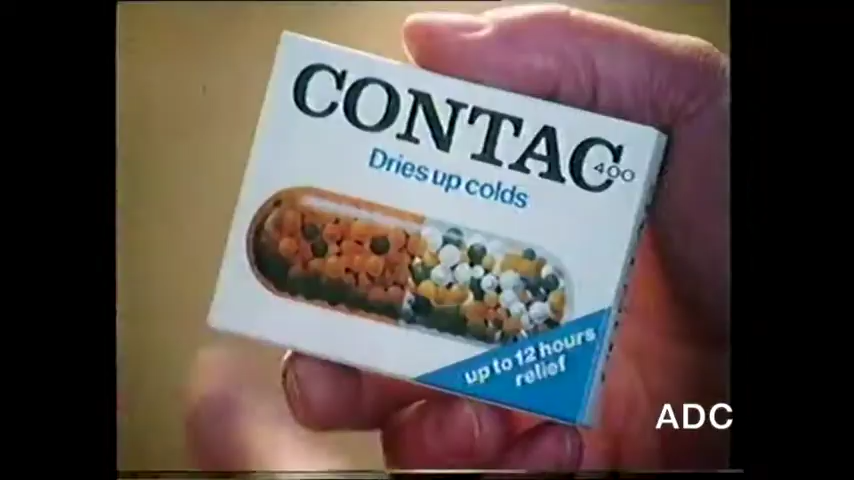 CONTAC
400
Dries up colds
up to 12 hours
relief
ADC